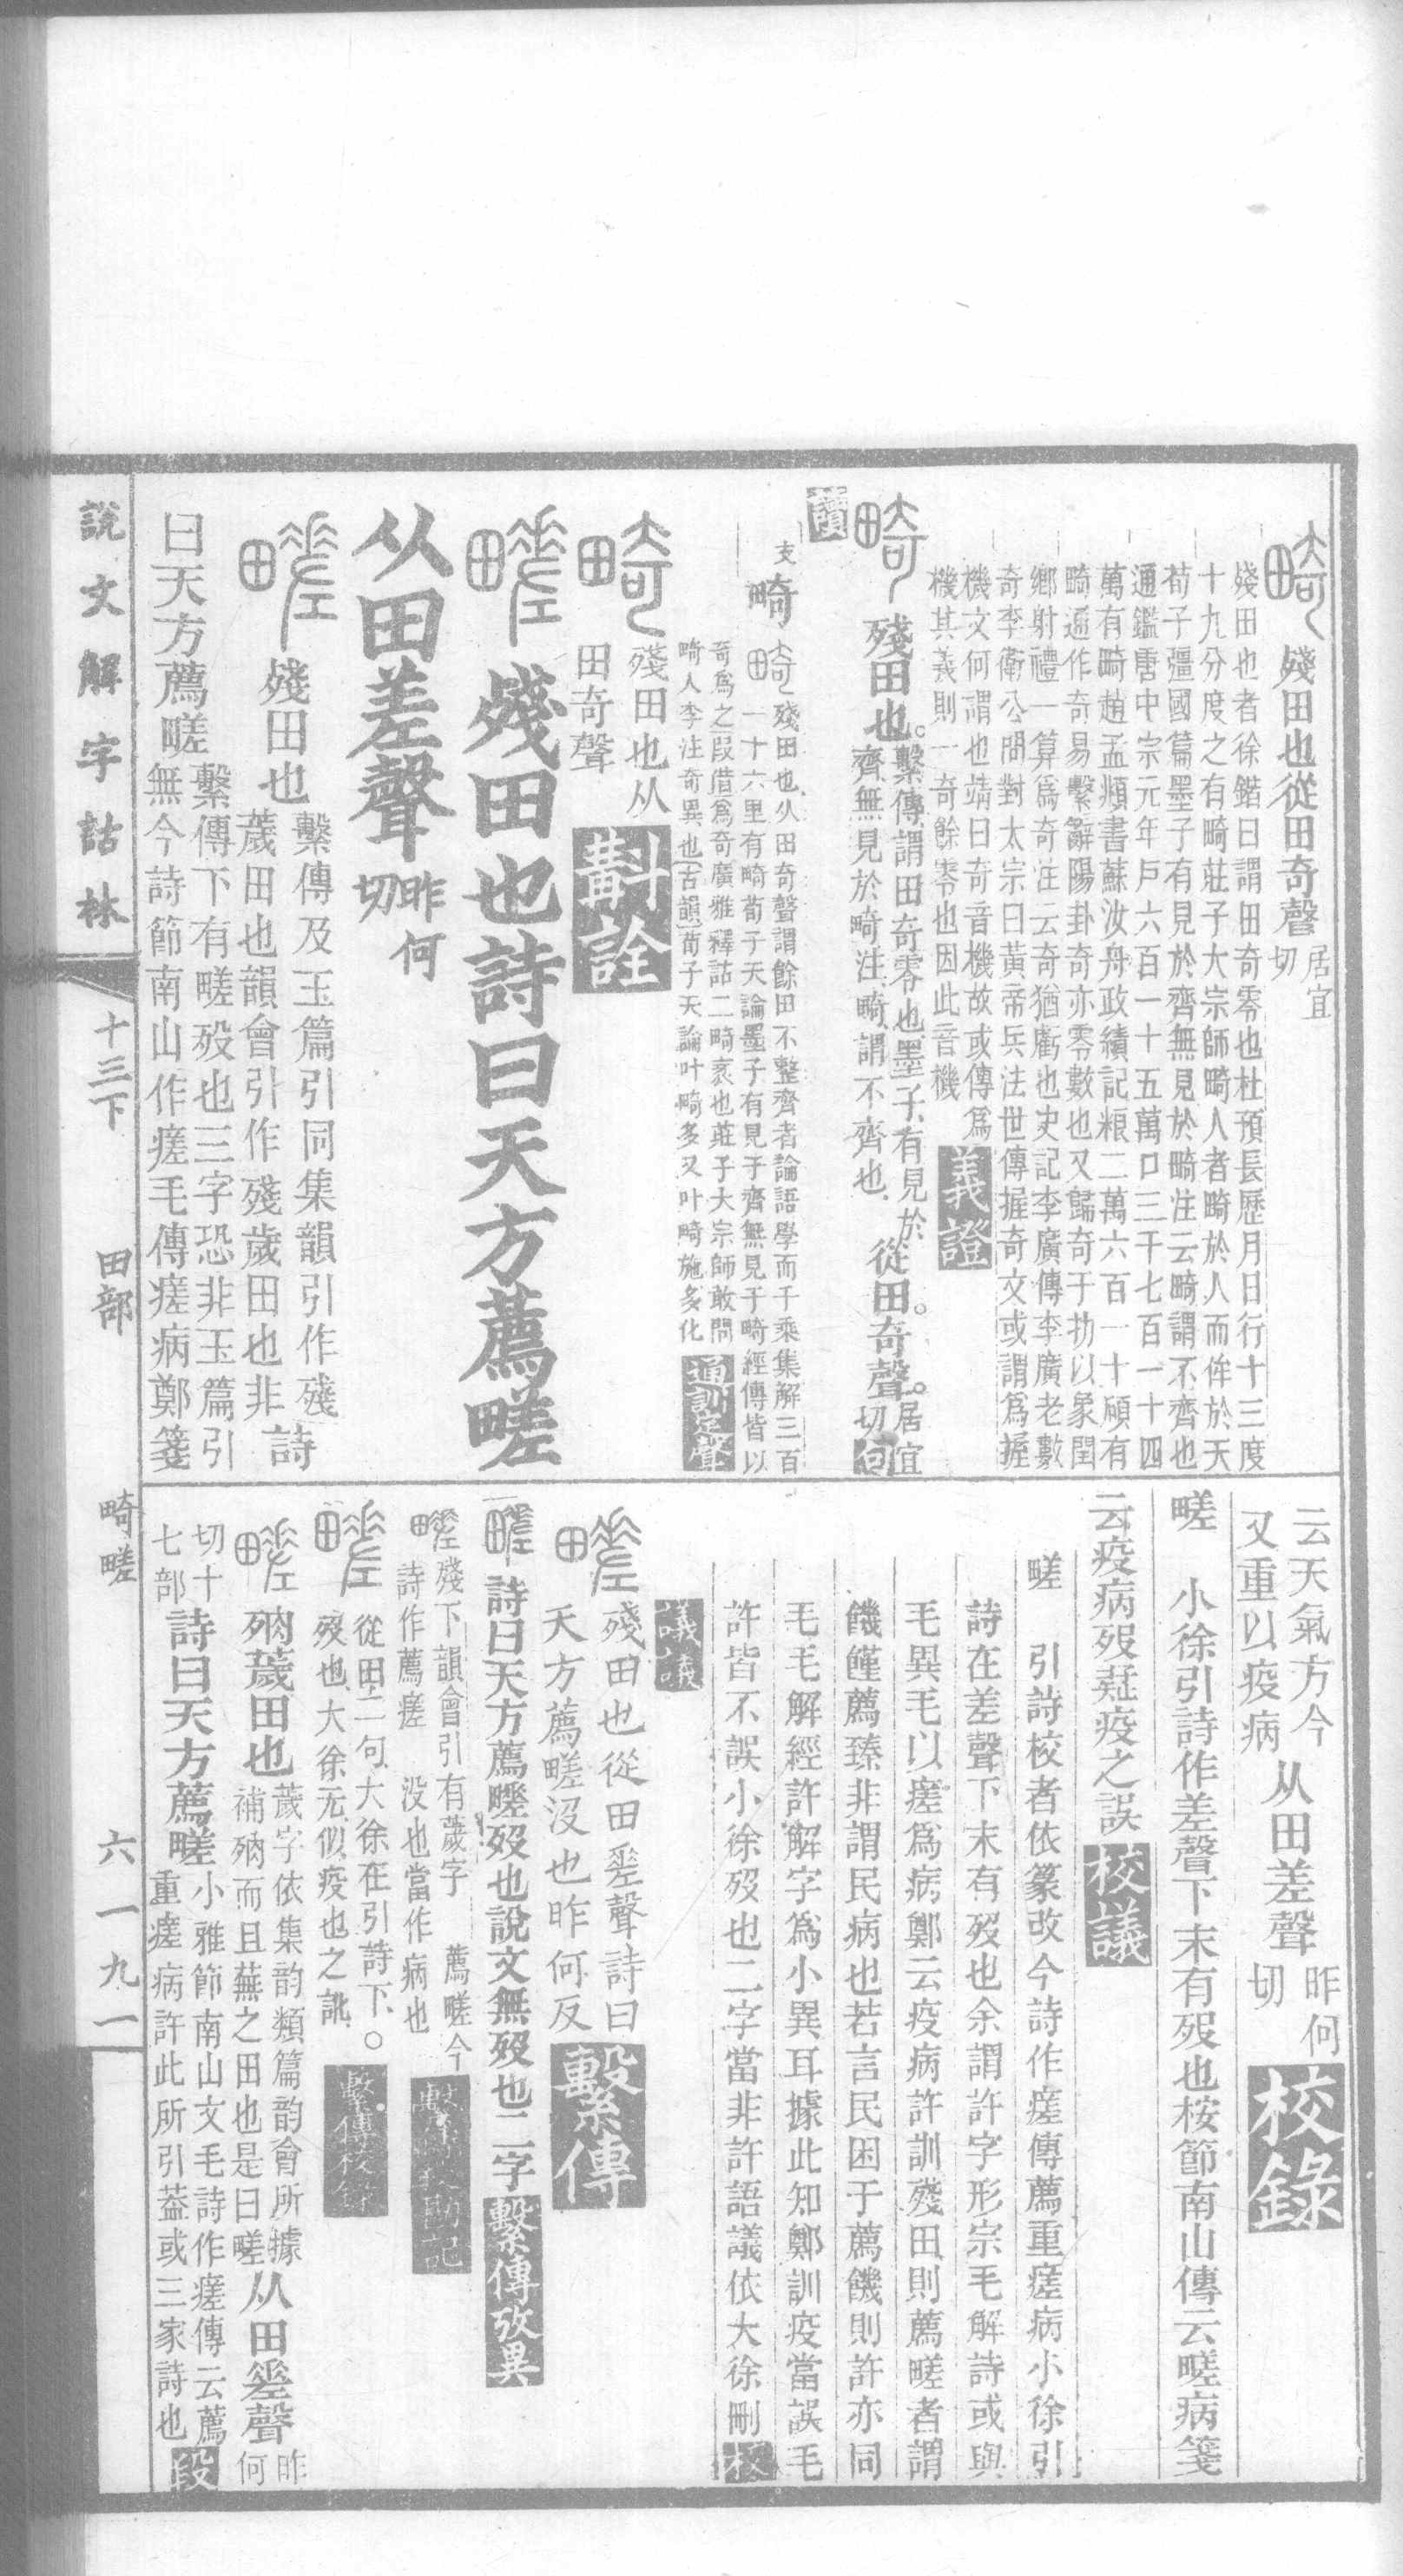 畸 殘田也從田奇聲 居宜切
殘田也者徐鍇曰謂田奇零也杜預長歷月日行十三度
十九分度之有畸莊子大宗師畸人者畸於人而侔於天
荀子彊國篇墨子有見於齊無見於畸注云畸謂不齊也
通鑑唐中宗元年戶六百一十五萬口三千七百一十四
萬有畸趙孟頫書蘇汝舟政績記粮二萬六百一十碩有
畸通作奇易繫辭陽卦奇亦零數也又歸奇于扐以象閏
鄉射禮一算爲奇注云奇猶虧也史記李廣傳李廣老數
奇李衛公問對太宗曰黃帝兵法世傳握奇文或謂爲握
機文何謂也靖曰奇音機故或傳爲
機其義則一奇餘零也因此音機 義證
畸 殘田也。繫傳謂田奇零也墨子有見於齊無見於畸注畸謂不齊也 從田奇聲。居宜切 句
讀
支 畸 殘田也从田奇聲謂餘田不整齊者論語學而千乘集解三百
一十六里有畸荀子天論墨子有見于齊無見于畸經傳皆以
奇爲之 段借 爲奇廣雅釋詁二畸衺也莊子大宗師敢問
畸人李注奇異也 古韻 荀子天論叶畸多又叶畸施多化 通訓定聲
畸 殘田也从
田奇聲 斠詮
畻 殘田也詩曰天方薦㽨
从田差聲 昨何切
殘田也 繫傳及玉篇引同集韻引作殘薉田也韻會引作殘歲田也非 詩
曰天方薦㽨 繫傳下有㽨歿也三字恐非玉篇引無今詩節南山作瘥毛傳瘥病鄭箋
說文解字詁林 十三下 田部 畸㽨 六一九一
云天氣方今又重以疫病 从田差聲 昨何切 校錄
㽨 小徐引詩作差聲下末有歿也桉節南山傳云㽨病箋
云疫病歿疑疫之誤 校議
㽨 引詩校者依篆改今詩作瘥傳薦重瘥病小徐引
詩在差聲下末有歿也余謂許字形宗毛解詩或與
毛異毛以瘥爲病鄭云疫病許訓殘田則薦㽨者謂
饑饉薦臻非謂民病也若言民困于薦饑則許亦同
毛毛解經許解字爲小異耳據此知鄭訓疫當誤毛
許皆不誤小徐歿也二字當非許語議依大徐刪 校
議議
殘田也從田差聲詩曰
天方薦㽨沒也昨何反 繫傳
詩曰天方薦㽨歿也說文無歿也二字 繫傳攷異
㽨 殘下韻會引有薉字 薦㽨今
詩作薦瘥 沒也當作病也 繫傳校勘記
從田二句大徐在引詩下。
歿也大徐无似疫也之訛 繫傳校錄
㽨 殘薉田也 薉字依集韵類篇韵會所據補殘而且蕪之田也是曰㽨 从田差聲 昨何
切十七部 詩曰天方薦㽨 小雅節南山文毛詩作瘥傳云薦重瘥病許此所引葢或三家詩也 段